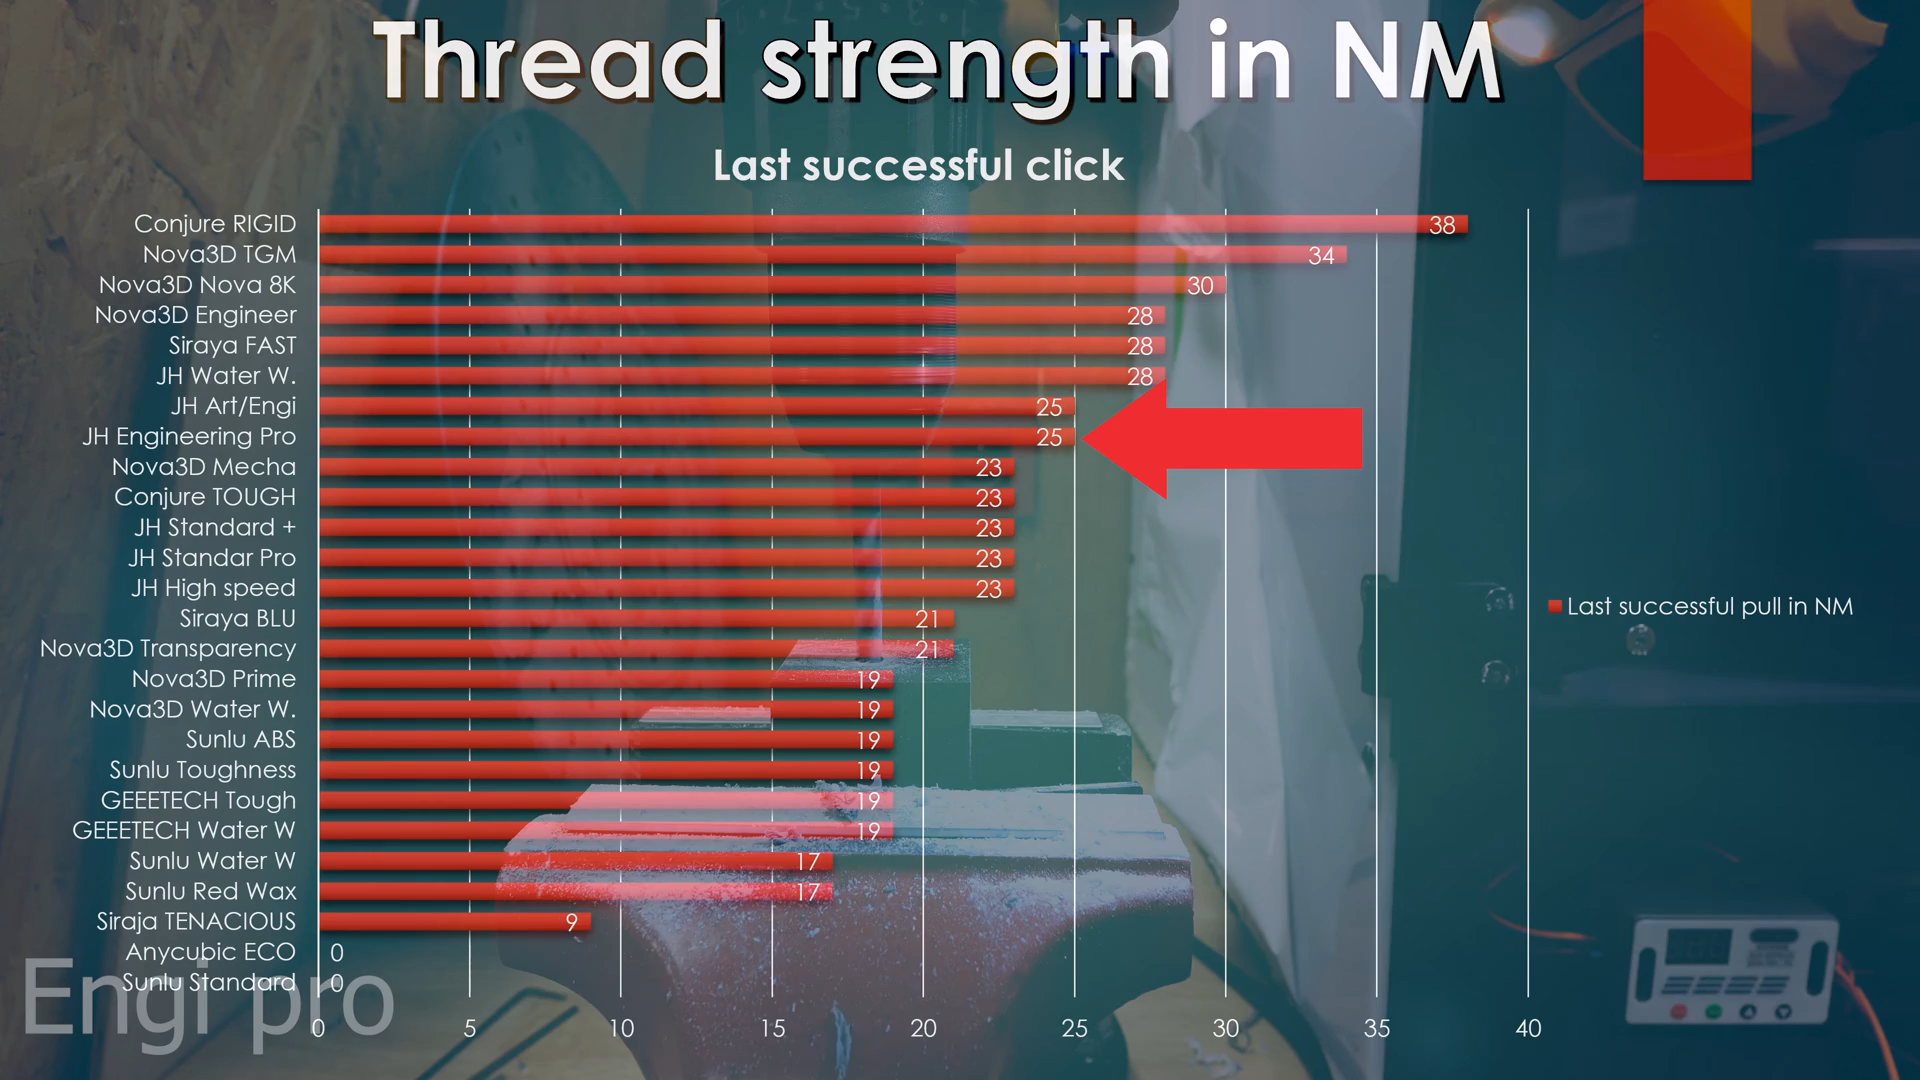 Thread strength in NM
Last successful click
Conjure RIGID 38
Nova3D TGM 34
Nova3D Nova 8K 30
Nova3D Engineer 28
Siraya FAST 28
JH Water W. 28
JH Art/Engi 25
JH Engineering Pro 25
Nova3D Mecha 23
Conjure TOUGH 23
JH Standard + 23
JH Standar Pro 23
JH High speed 23
Siraya BLU 21
Nova3D Transparency 21
Nova3D Prime 19
Nova3D Water W. 19
Sunlu ABS 19
Sunlu Toughness 19
GEEETECH Tough 19
GEEETECH Water W 19
Sunlu Water W 17
Sunlu Red Wax 17
Siraja TENACIOUS 9
Anycubic ECO 0
Sunlu Standard 0
0 5 10 15 20 25 30 35 40
Last successful pull in NM
Engi pro